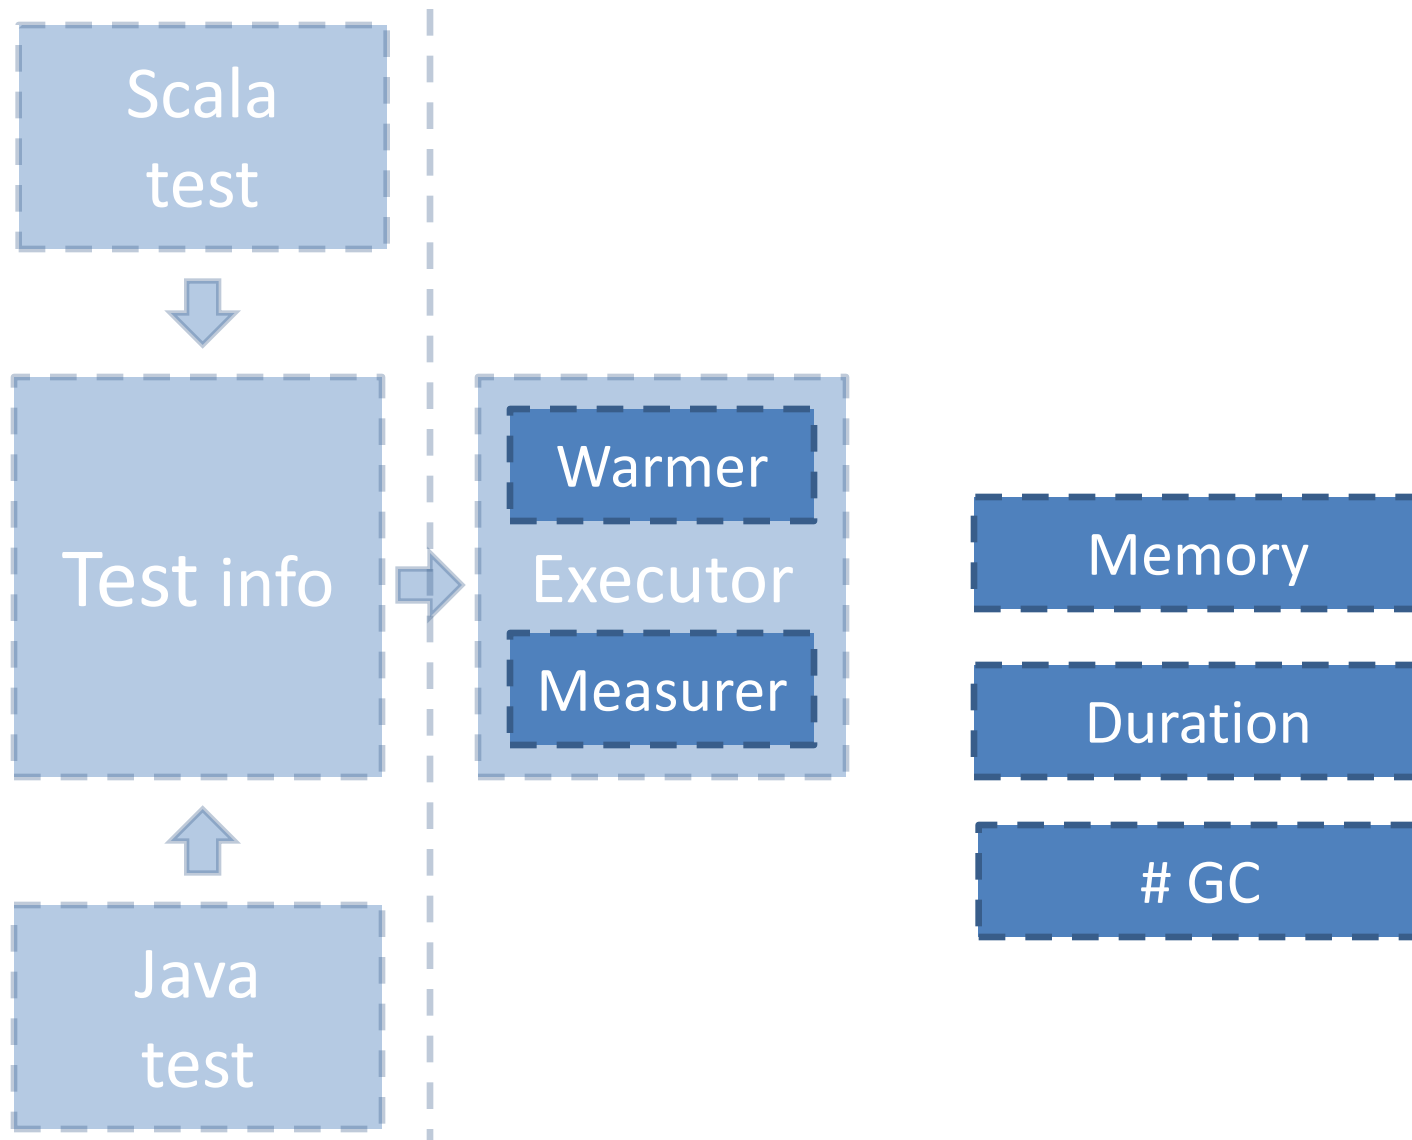 Scala
test
Test info
Java
test
Warmer
Executor
Measurer
Memory
Duration
# GC